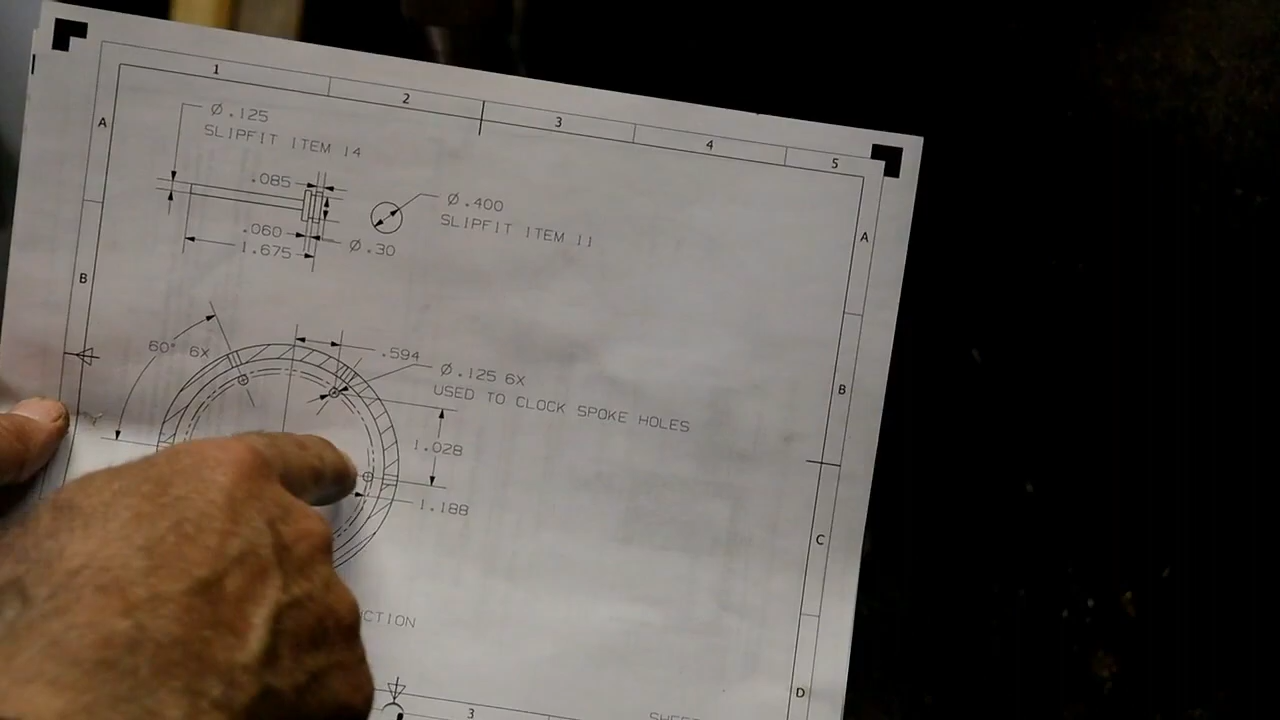 1
2
3
4
5
A
Ø.125
SLIPFIT ITEM 14
.085
Ø.400
SLIPFIT ITEM 11
.060
1.675
Ø.30
A
B
60° 6X
.594
Ø.125 6X
USED TO CLOCK SPOKE HOLES
B
1.028
1.188
C
CTION
3
D